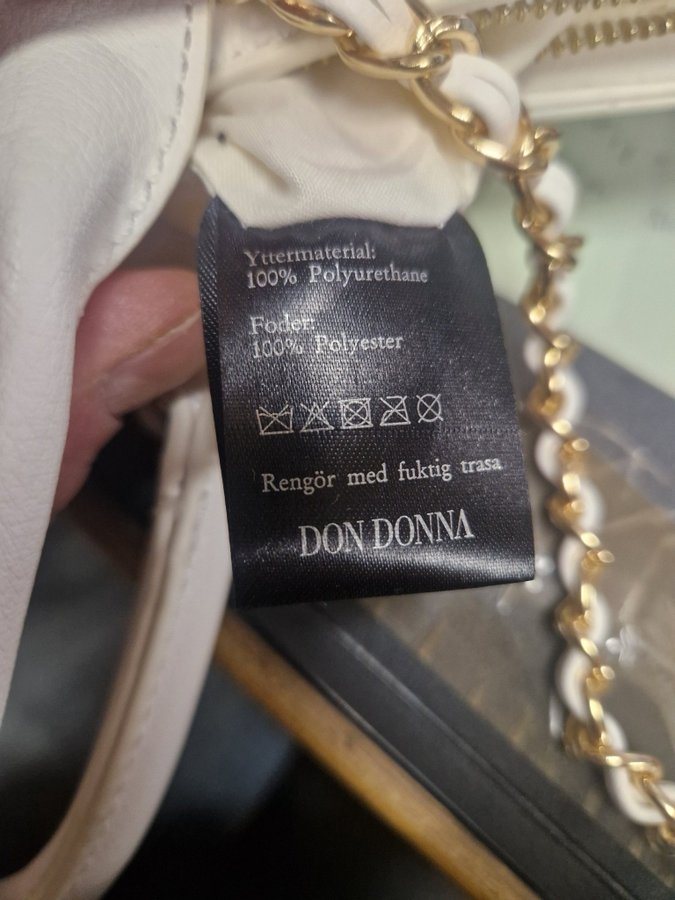 Yttermaterial:
100% Polyurethane
Foder:
100% Polyester
Rengör med fuktig trasa
DON DONNA